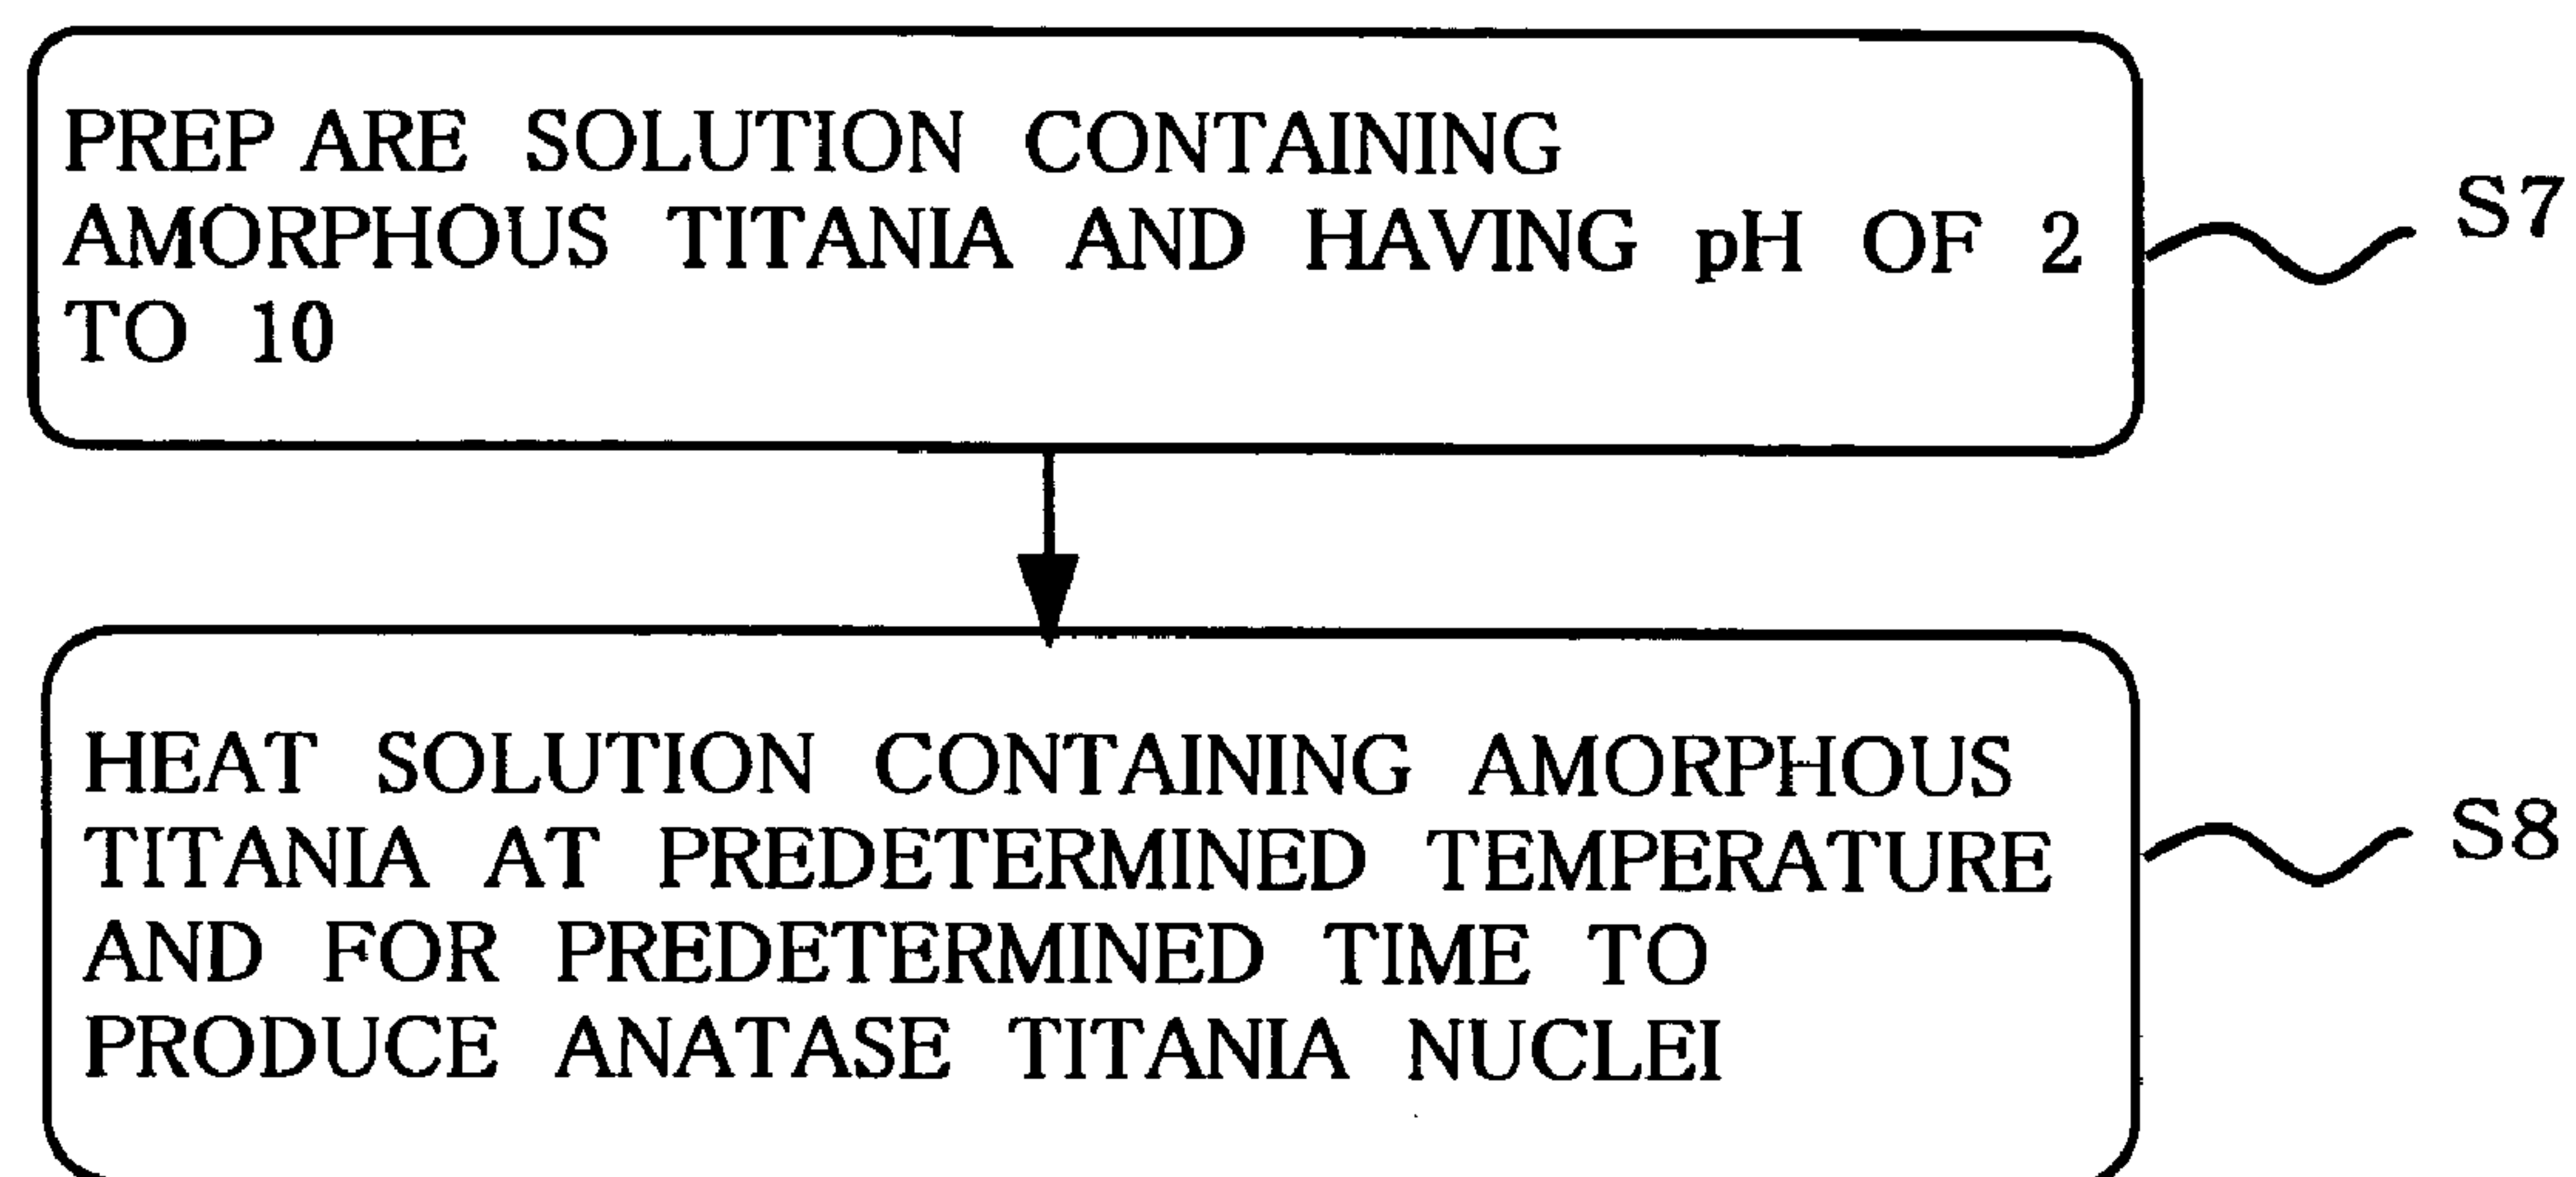 PREP ARE SOLUTION CONTAINING
AMORPHOUS TITANIA AND HAVING pH OF 2
TO 10
S7
HEAT SOLUTION CONTAINING AMORPHOUS
TITANIA AT PREDETERMINED TEMPERATURE
AND FOR PREDETERMINED TIME TO
PRODUCE ANATASE TITANIA NUCLEI
S8